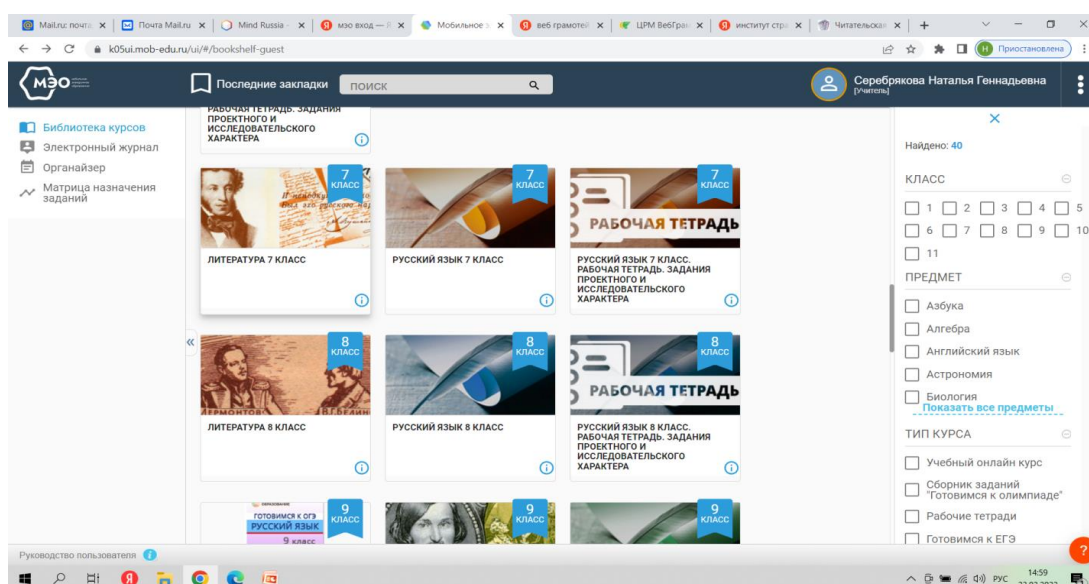 Mail.ru: почта
Почта Mail.ru
Mind Russia -
мэо вход —
Мобильное э
веб грамотей
ЦРМ ВебГран
институт стра
Читательская
k05ui.mob-edu.ru/ui/#/bookshelf-guest
Н Приостановлена
МЭО
Последние закладки
поиск
Серебрякова Наталья Геннадьевна
[Учитель]
Библиотека курсов
Электронный журнал
Органайзер
Матрица назначения
заданий
РАБОЧАЯ ТЕТРАДЬ. ЗАДАНИЯ
ПРОЕКТНОГО И
ИССЛЕДОВАТЕЛЬСКОГО
ХАРАКТЕРА
7
КЛАСС
ЛИТЕРАТУРА 7 КЛАСС
7
КЛАСС
РУССКИЙ ЯЗЫК 7 КЛАСС
7
КЛАСС
РАБОЧАЯ ТЕТРАДЬ
РУССКИЙ ЯЗЫК 7 КЛАСС.
РАБОЧАЯ ТЕТРАДЬ. ЗАДАНИЯ
ПРОЕКТНОГО И
ИССЛЕДОВАТЕЛЬСКОГО
ХАРАКТЕРА
8
КЛАСС
ЛИТЕРАТУРА 8 КЛАСС
8
КЛАСС
РУССКИЙ ЯЗЫК 8 КЛАСС
8
КЛАСС
РАБОЧАЯ ТЕТРАДЬ
РУССКИЙ ЯЗЫК 8 КЛАСС.
РАБОЧАЯ ТЕТРАДЬ. ЗАДАНИЯ
ПРОЕКТНОГО И
ИССЛЕДОВАТЕЛЬСКОГО
ХАРАКТЕРА
9
КЛАСС
ГОТОВИМСЯ К ОГЭ
РУССКИЙ ЯЗЫК
9 класс
9
КЛАСС
9
КЛАСС
Найдено: 40
КЛАСС
1 2 3 4 5
6 7 8 9 10
11
ПРЕДМЕТ
Азбука
Алгебра
Английский язык
Астрономия
Биология
Показать все предметы
ТИП КУРСА
Учебный онлайн курс
Сборник заданий
"Готовимся к олимпиаде"
Рабочие тетради
Готовимся к ЕГЭ
Руководство пользователя
?
РУС
14:59